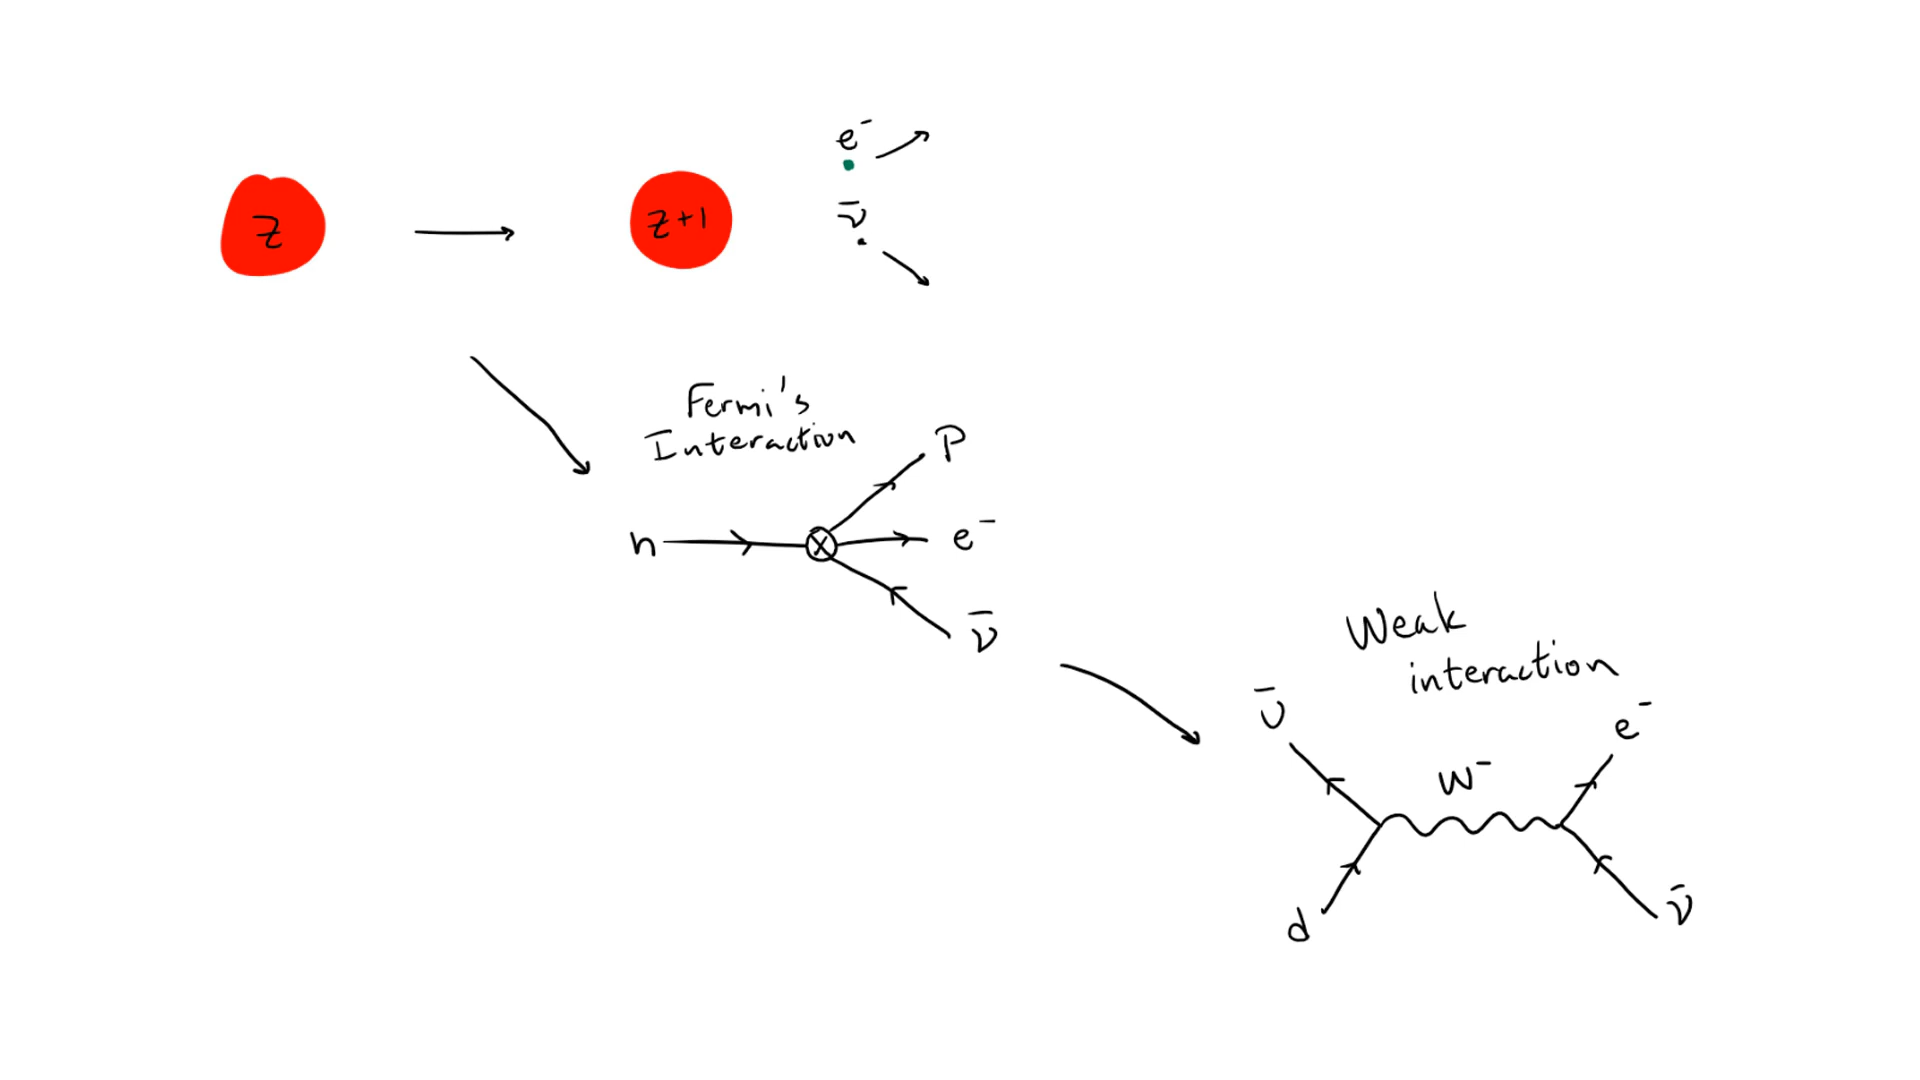 e⁻
Z
Z+1
ν̄
Fermi's
Interaction
P
n
e⁻
ν̄
Weak
interaction
ū
e⁻
W⁻
d
ν̄